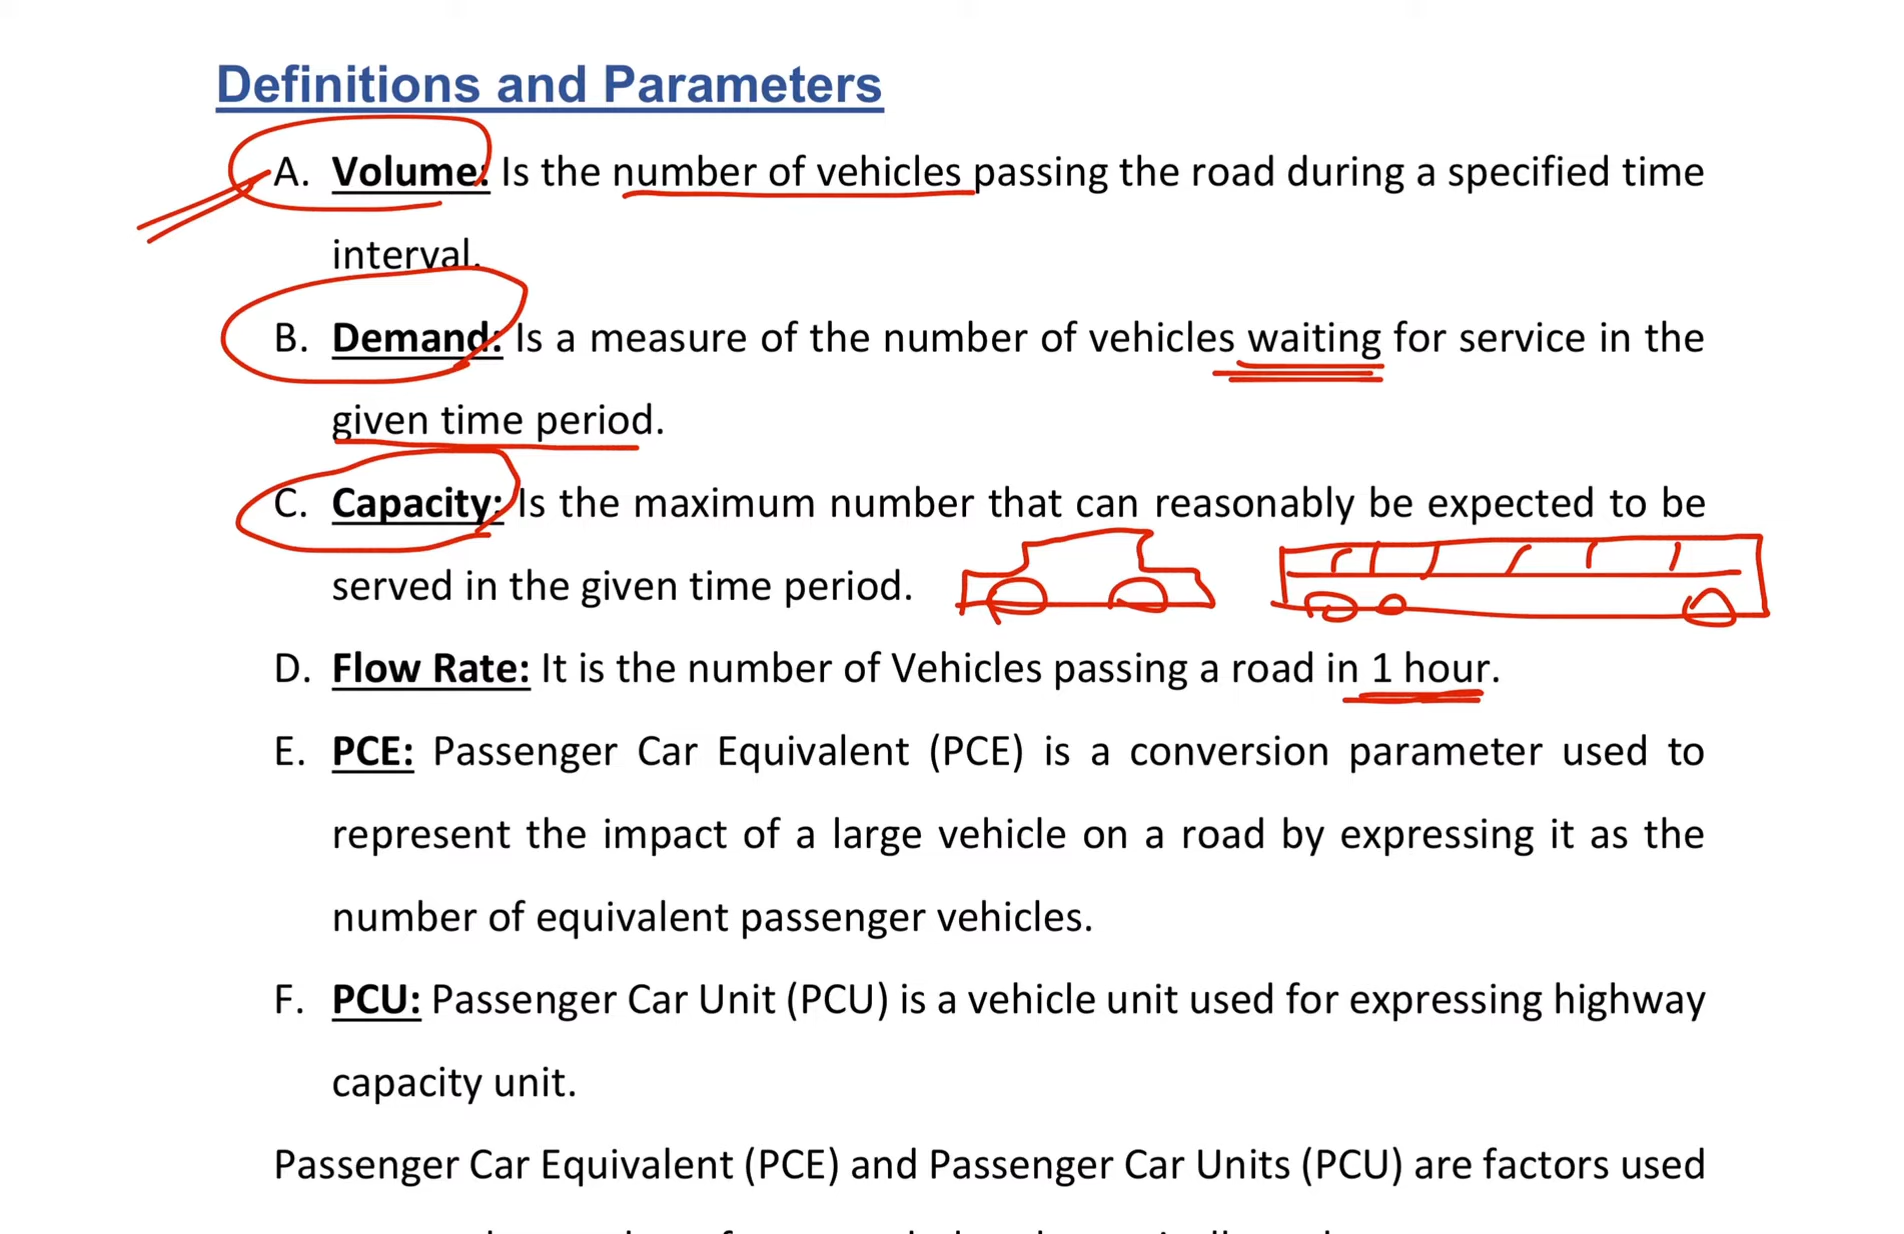 Definitions and Parameters
A. Volume: Is the number of vehicles passing the road during a specified time
interval.
B. Demand: Is a measure of the number of vehicles waiting for service in the
given time period.
C. Capacity: Is the maximum number that can reasonably be expected to be
served in the given time period.
D. Flow Rate: It is the number of Vehicles passing a road in 1 hour.
E. PCE: Passenger Car Equivalent (PCE) is a conversion parameter used to
represent the impact of a large vehicle on a road by expressing it as the
number of equivalent passenger vehicles.
F. PCU: Passenger Car Unit (PCU) is a vehicle unit used for expressing highway
capacity unit.
Passenger Car Equivalent (PCE) and Passenger Car Units (PCU) are factors used